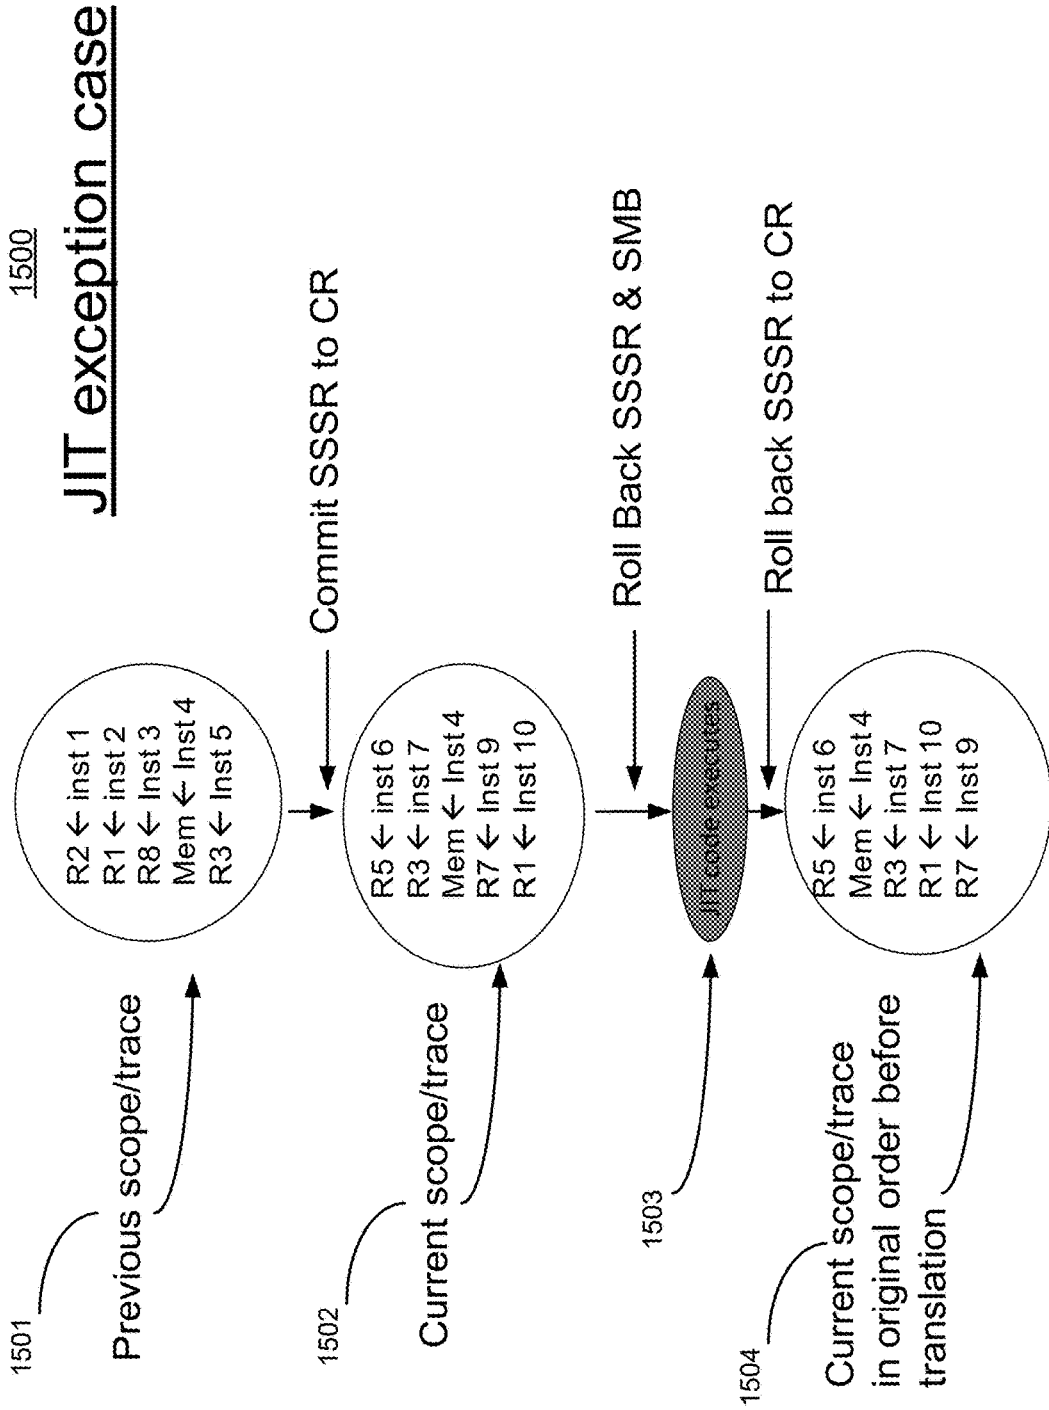 1500
JIT exception case
1501
Previous scope/trace
R2 ← inst 1
R1 ← inst 2
R8 ← Inst 3
Mem ← Inst 4
R3 ← Inst 5
Commit SSSR to CR
1502
Current scope/trace
R5 ← inst 6
R3 ← inst 7
Mem ← Inst 4
R7 ← Inst 9
R1 ← Inst 10
Roll Back SSSR & SMB
1503
JIT code executes
Roll back SSSR to CR
1504
Current scope/trace
in original order before
translation
R5 ← inst 6
Mem ← Inst 4
R3 ← inst 7
R1 ← Inst 10
R7 ← Inst 9